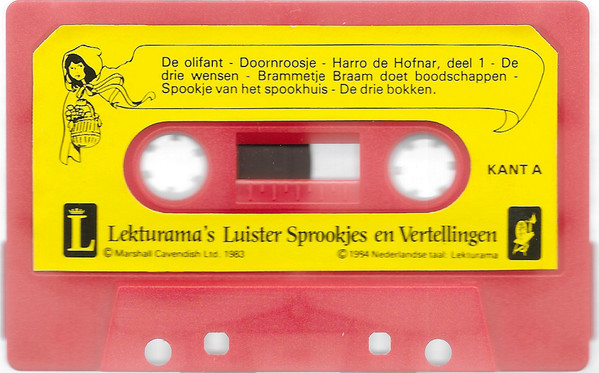 De olifant - Doornroosje - Harro de Hofnar, deel 1 - De
drie wensen - Brammetje Braam doet boodschappen -
Spookje van het spookhuis - De drie bokken.
KANT A
L Lekturama's Luister Sprookjes en Vertellingen
© Marshall Cavendish Ltd. 1983 © 1994 Nederlandse taal: Lekturama